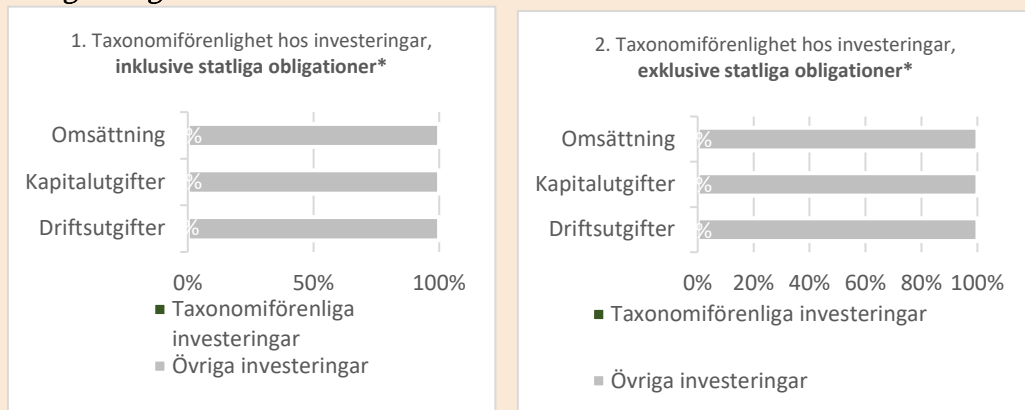 1. Taxonomiförenlighet hos investeringar,
inklusive statliga obligationer*
Omsättning
%
Kapitalutgifter
%
Driftsutgifter
%
0% 50% 100%
Taxonomiförenliga
investeringar
Övriga investeringar
2. Taxonomiförenlighet hos investeringar,
exklusive statliga obligationer*
Omsättning
%
Kapitalutgifter
%
Driftsutgifter
%
0% 20% 40% 60% 80% 100%
Taxonomiförenliga investeringar
Övriga investeringar